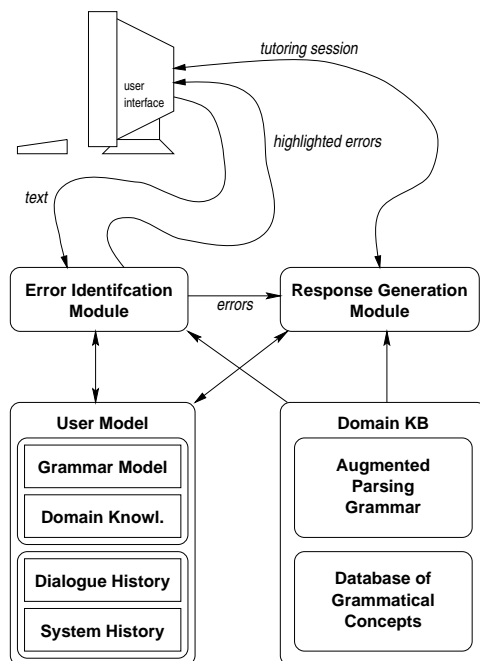 tutoring session
user
interface
highlighted errors
text
Error Identifcation
Module
errors
Response Generation
Module
User Model
Grammar Model
Domain Knowl.
Dialogue History
System History
Domain KB
Augmented
Parsing
Grammar
Database of
Grammatical
Concepts